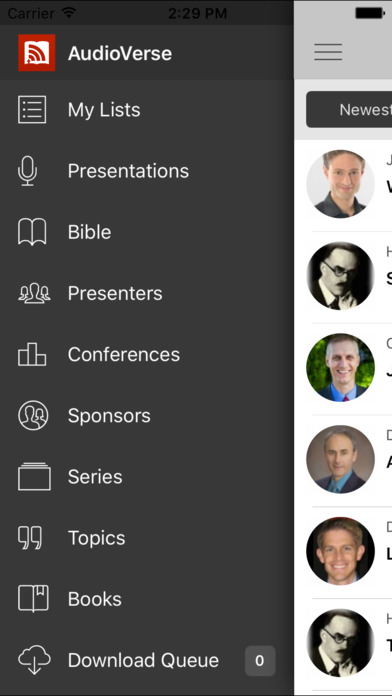 Carrier 2:29 PM
AudioVerse
My Lists
Newest
Presentations
Bible
Presenters
Conferences
Sponsors
Series
Topics
Books
Download Queue 0